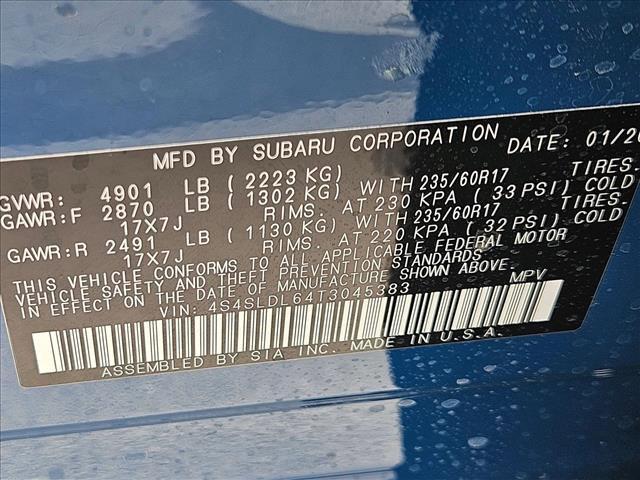 MFD BY SUBARU CORPORATION DATE: 01/20
GVWR: 4901 LB (2223 KG)
GAWR:F 2870 LB (1302 KG) WITH 235/60R17 TIRES-
17X7J RIMS. AT 230 KPA (33 PSI) COLD
GAWR:R 2491 LB (1130 KG) WITH 235/60R17 TIRES-
17X7J RIMS. AT 220 KPA (32 PSI) COLD
THIS VEHICLE CONFORMS TO ALL APPLICABLE FEDERAL MOTOR
VEHICLE SAFETY AND THEFT PREVENTION STANDARDS
IN EFFECT ON THE DATE OF MANUFACTURE SHOWN ABOVE
VIN: 4S4SLDL64T3045383 MPV
ASSEMBLED BY SIA INC. MADE IN U.S.A.